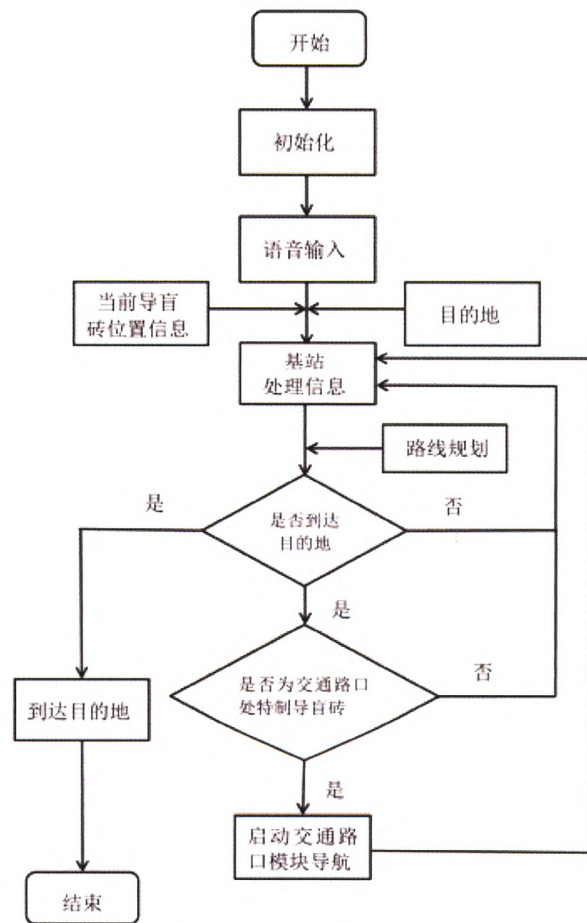 开始
初始化
语音输入
当前导盲
砖位置信息
目的地
基站
处理信息
路线规划
是
是否到达
目的地
否
是
是否为交通路口
处特制导盲砖
否
到达目的地
是
启动交通路
口模块导航
结束